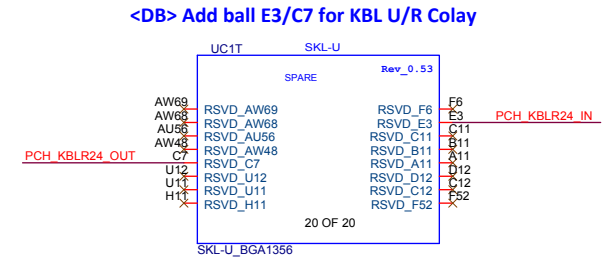 <DB> Add ball E3/C7 for KBL U/R Colay
UC1T SKL-U
SPARE Rev_0.53
AW69 RSVD_AW69 RSVD_F6 F6
AW68 RSVD_AW68 RSVD_E3 E3 PCH_KBLR24_IN
AU56 RSVD_AU56 RSVD_C11 C11
AW48 RSVD_AW48 RSVD_B11 B11
PCH_KBLR24_OUT C7 RSVD_C7 RSVD_A11 A11
U12 RSVD_U12 RSVD_D12 D12
U11 RSVD_U11 RSVD_C12 C12
H11 RSVD_H11 RSVD_F52 F52
20 OF 20
SKL-U_BGA1356